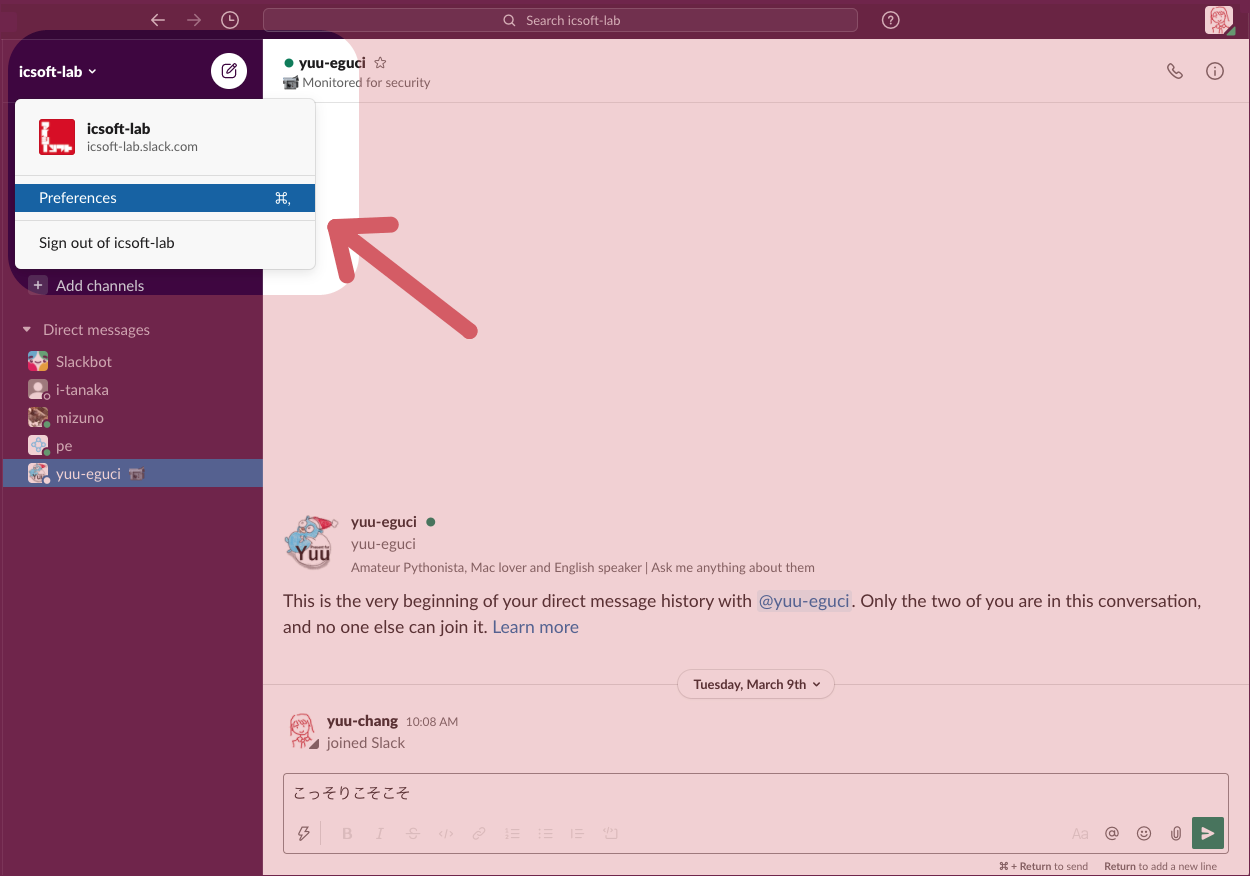 Search icsoft-lab
icsoft-lab
yuu-eguci
Monitored for security
icsoft-lab
icsoft-lab.slack.com
Preferences ⌘,
Sign out of icsoft-lab
Add channels
Direct messages
Slackbot
i-tanaka
mizuno
pe
yuu-eguci
Yuu
yuu-eguci
yuu-eguci
Amateur Pythonista, Mac lover and English speaker | Ask me anything about them
This is the very beginning of your direct message history with @yuu-eguci. Only the two of you are in this conversation,
and no one else can join it. Learn more
Tuesday, March 9th
yuu-chang 10:08 AM
joined Slack
こっそりこそこそ
B I S </> Aa @
⌘ + Return to send Return to add a new line